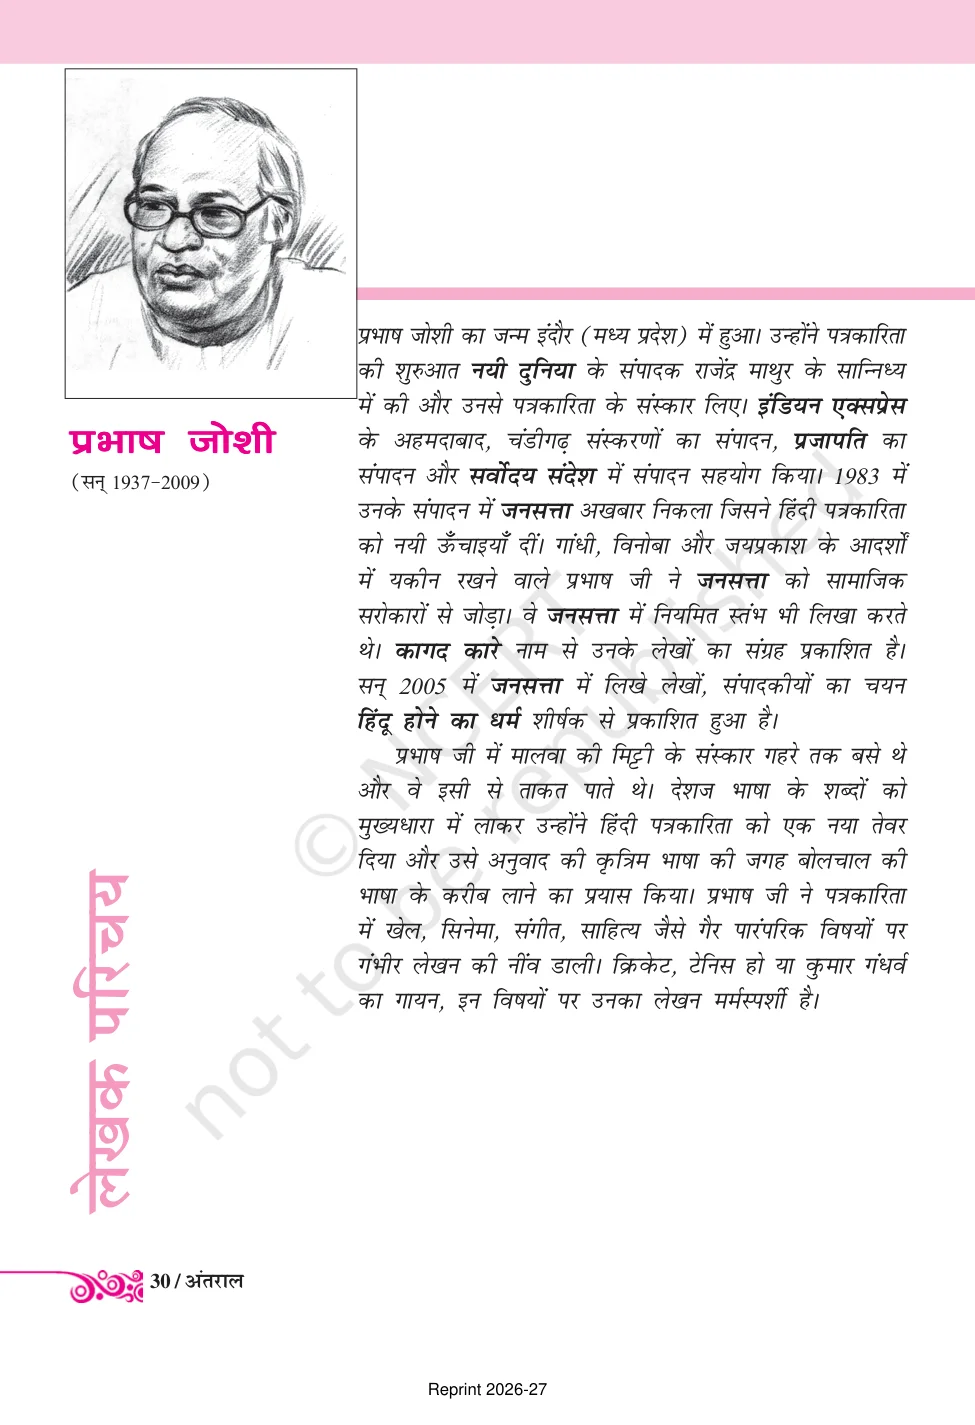 प्रभाष जोशी
(सन् 1937-2009)
प्रभाष जोशी का जन्म इंदौर (मध्य प्रदेश) में हुआ। उन्होंने पत्रकारिता
की शुरुआत नयी दुनिया के संपादक राजेंद्र माथुर के सान्निध्य
में की और उनसे पत्रकारिता के संस्कार लिए। इंडियन एक्सप्रेस
के अहमदाबाद, चंडीगढ़ संस्करणों का संपादन, प्रजापति का
संपादन और सर्वोदय संदेश में संपादन सहयोग किया। 1983 में
उनके संपादन में जनसत्ता अखबार निकला जिसने हिंदी पत्रकारिता
को नयी ऊँचाइयाँ दीं। गांधी, विनोबा और जयप्रकाश के आदर्शों
में यकीन रखने वाले प्रभाष जी ने जनसत्ता को सामाजिक
सरोकारों से जोड़ा। वे जनसत्ता में नियमित स्तंभ भी लिखा करते
थे। कागद कारे नाम से उनके लेखों का संग्रह प्रकाशित है।
सन् 2005 में जनसत्ता में लिखे लेखों, संपादकीयों का चयन
हिंदू होने का धर्म शीर्षक से प्रकाशित हुआ है।
प्रभाष जी में मालवा की मिट्टी के संस्कार गहरे तक बसे थे
और वे इसी से ताकत पाते थे। देशज भाषा के शब्दों को
मुख्यधारा में लाकर उन्होंने हिंदी पत्रकारिता को एक नया तेवर
दिया और उसे अनुवाद की कृत्रिम भाषा की जगह बोलचाल की
भाषा के करीब लाने का प्रयास किया। प्रभाष जी ने पत्रकारिता
में खेल, सिनेमा, संगीत, साहित्य जैसे गैर पारंपरिक विषयों पर
गंभीर लेखन की नींव डाली। क्रिकेट, टेनिस हो या कुमार गंधर्व
का गायन, इन विषयों पर उनका लेखन मर्मस्पर्शी है।
लेखक परिचय
© NCERT
not to be republished
30 / अंतराल
Reprint 2026-27